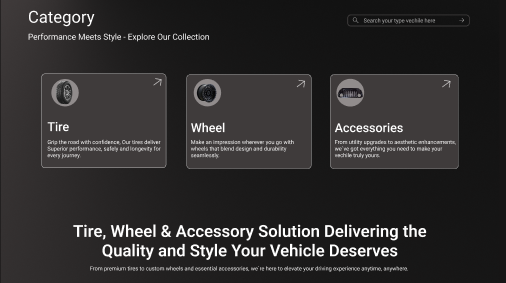 Category
Search your type vechile here
Performance Meets Style - Explore Our Collection
Tire
Grip the road with confidence, Our tires deliver
Superior performance, safety and longevity for
every journey.
Wheel
Make an impression wherever you go with
wheels that blend design and durability
seamlessly.
Accessories
From utility upgrades to aesthetic enhancements,
we've got everything you need to make your
vechile truly yours.
Tire, Wheel & Accessory Solution Delivering the
Quality and Style Your Vehicle Deserves
From premium tires to custom wheels and essential accessories, we're here to elevate your driving experience anytime, anywhere.